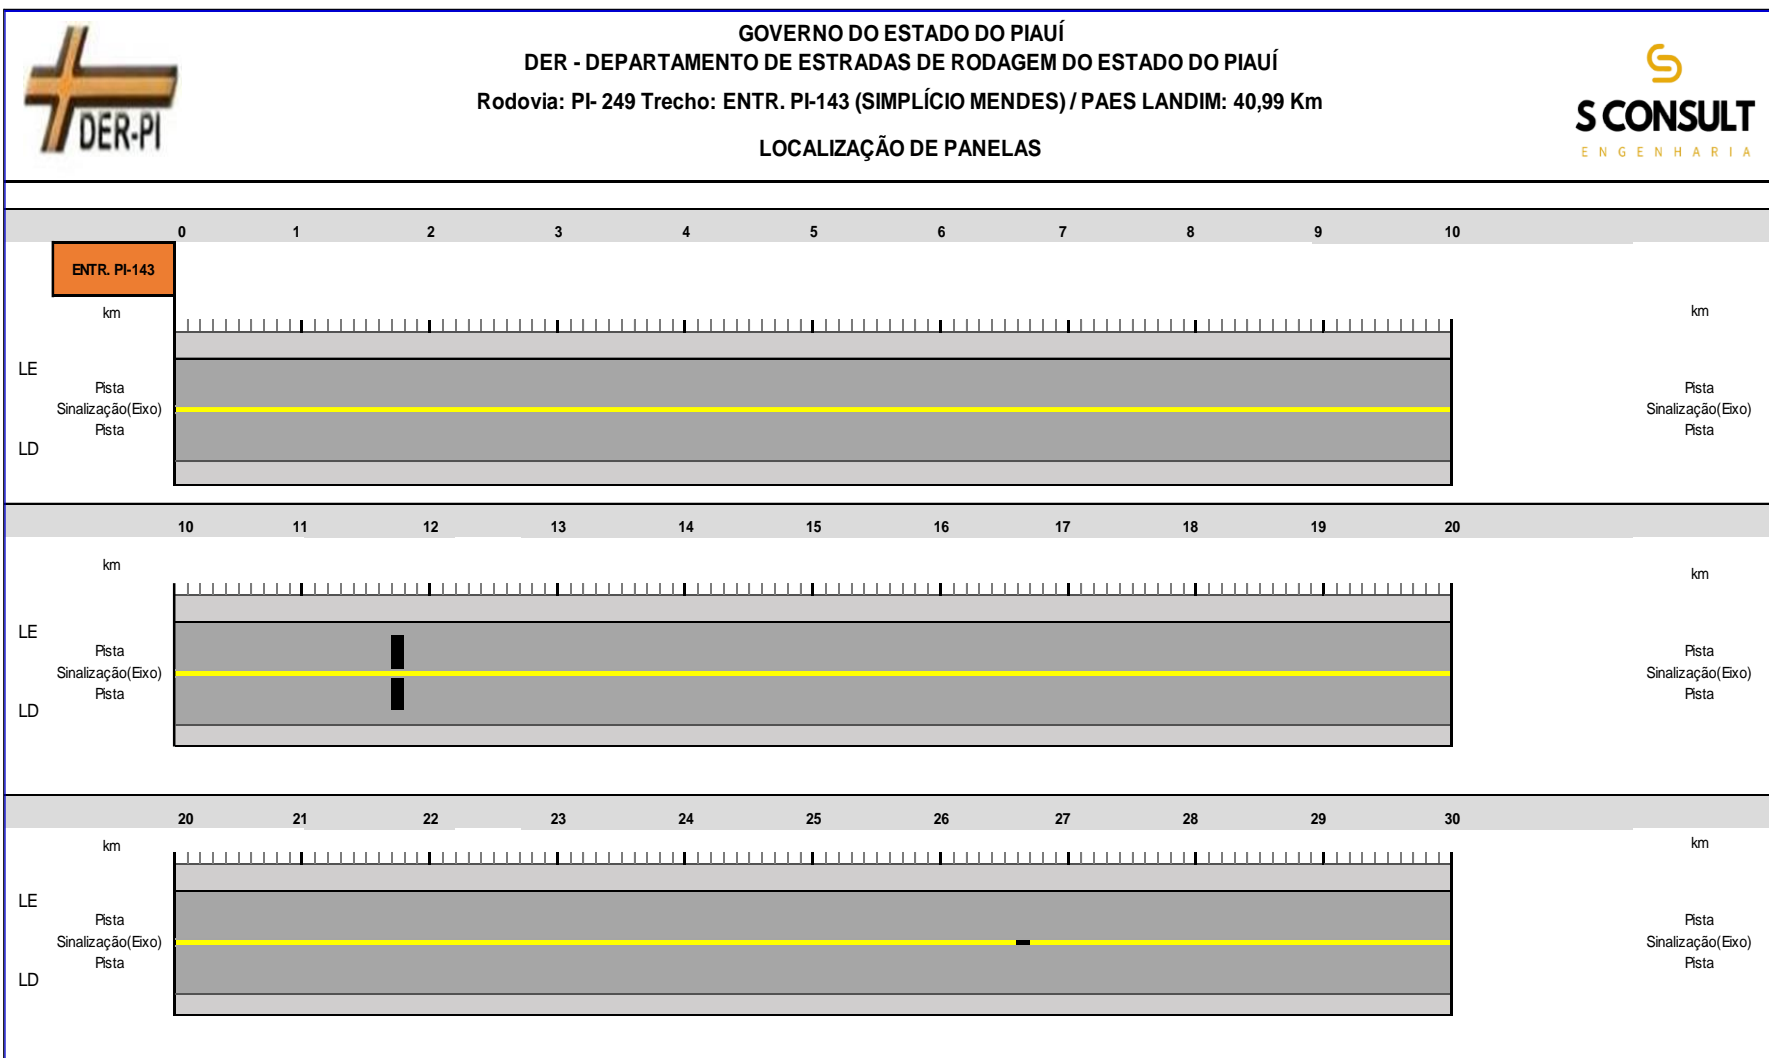 DER-PI
GOVERNO DO ESTADO DO PIAUÍ
DER - DEPARTAMENTO DE ESTRADAS DE RODAGEM DO ESTADO DO PIAUÍ
Rodovia: PI- 249 Trecho: ENTR. PI-143 (SIMPLÍCIO MENDES) / PAES LANDIM: 40,99 Km
LOCALIZAÇÃO DE PANELAS
S CONSULT
ENGENHARIA
0 1 2 3 4 5 6 7 8 9 10
ENTR. PI-143
km km
LE
Pista Pista
Sinalização(Eixo) Sinalização(Eixo)
Pista Pista
LD
10 11 12 13 14 15 16 17 18 19 20
km km
LE
Pista Pista
Sinalização(Eixo) Sinalização(Eixo)
Pista Pista
LD
20 21 22 23 24 25 26 27 28 29 30
km km
LE
Pista Pista
Sinalização(Eixo) Sinalização(Eixo)
Pista Pista
LD